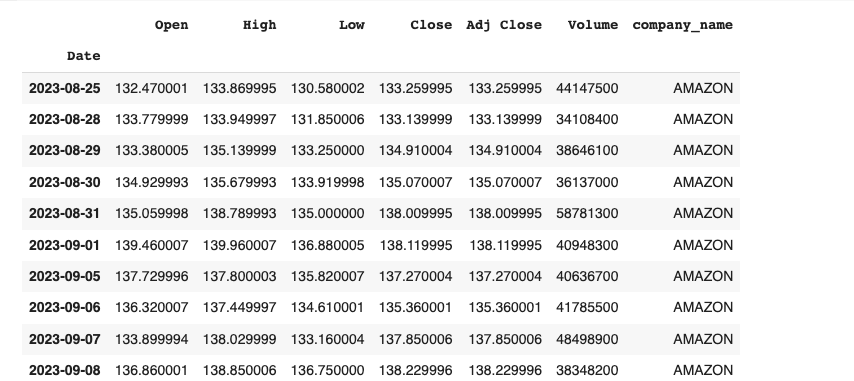 Open High Low Close Adj Close Volume company_name
Date
2023-08-25 132.470001 133.869995 130.580002 133.259995 133.259995 44147500 AMAZON
2023-08-28 133.779999 133.949997 131.850006 133.139999 133.139999 34108400 AMAZON
2023-08-29 133.380005 135.139999 133.250000 134.910004 134.910004 38646100 AMAZON
2023-08-30 134.929993 135.679993 133.919998 135.070007 135.070007 36137000 AMAZON
2023-08-31 135.059998 138.789993 135.000000 138.009995 138.009995 58781300 AMAZON
2023-09-01 139.460007 139.960007 136.880005 138.119995 138.119995 40948300 AMAZON
2023-09-05 137.729996 137.800003 135.820007 137.270004 137.270004 40636700 AMAZON
2023-09-06 136.320007 137.449997 134.610001 135.360001 135.360001 41785500 AMAZON
2023-09-07 133.899994 138.029999 133.160004 137.850006 137.850006 48498900 AMAZON
2023-09-08 136.860001 138.850006 136.750000 138.229996 138.229996 38348200 AMAZON